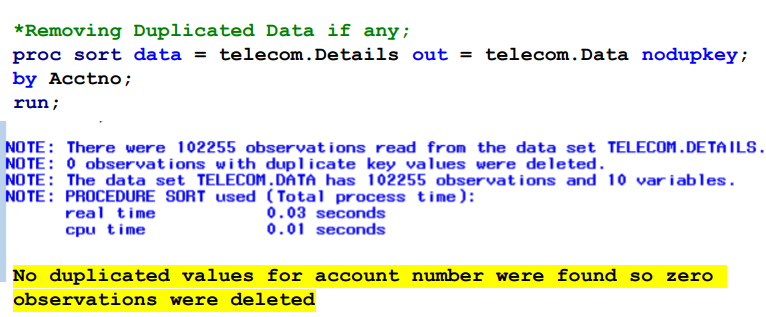 *Removing Duplicated Data if any;
proc sort data = telecom.Details out = telecom.Data nodupkey;
by Acctno;
run;
NOTE: There were 102255 observations read from the data set TELECOM.DETAILS.
NOTE: 0 observations with duplicate key values were deleted.
NOTE: The data set TELECOM.DATA has 102255 observations and 10 variables.
NOTE: PROCEDURE SORT used (Total process time):
real time 0.03 seconds
cpu time 0.01 seconds
No duplicated values for account number were found so zero
observations were deleted